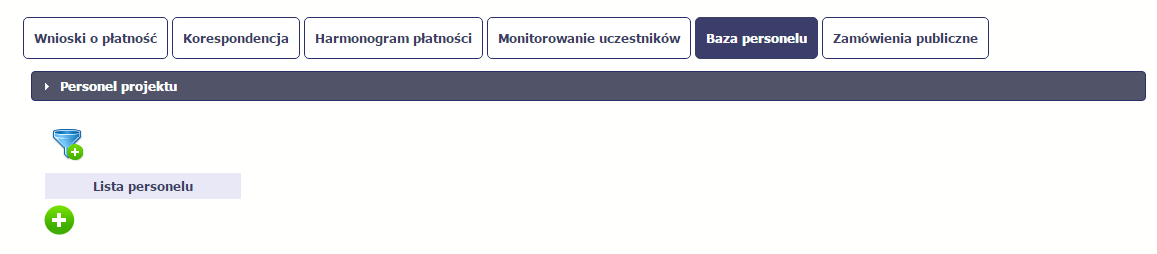 Wnioski o płatność Korespondencja Harmonogram płatności Monitorowanie uczestników Baza personelu Zamówienia publiczne
Personel projektu
Lista personelu